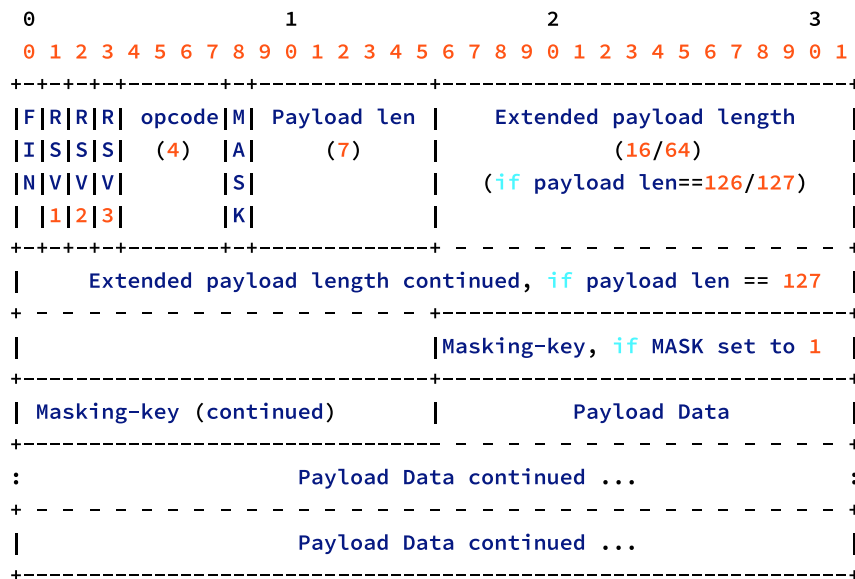 0                   1                   2                   3
 0 1 2 3 4 5 6 7 8 9 0 1 2 3 4 5 6 7 8 9 0 1 2 3 4 5 6 7 8 9 0 1
+-+-+-+-+-------+-+-------------+-------------------------------+
|F|R|R|R| opcode|M| Payload len |    Extended payload length    |
|I|S|S|S|  (4)  |A|     (7)     |             (16/64)           |
|N|V|V|V|       |S|             |   (if payload len==126/127)   |
| |1|2|3|       |K|             |                               |
+-+-+-+-+-------+-+-------------+ - - - - - - - - - - - - - - - +
|     Extended payload length continued, if payload len == 127  |
+ - - - - - - - - - - - - - - - +-------------------------------+
|                               |Masking-key, if MASK set to 1  |
+-------------------------------+-------------------------------+
| Masking-key (continued)       |          Payload Data         |
+-------------------------------- - - - - - - - - - - - - - - - +
:                     Payload Data continued ...                :
+ - - - - - - - - - - - - - - - - - - - - - - - - - - - - - - - +
|                     Payload Data continued ...                |
+---------------------------------------------------------------+